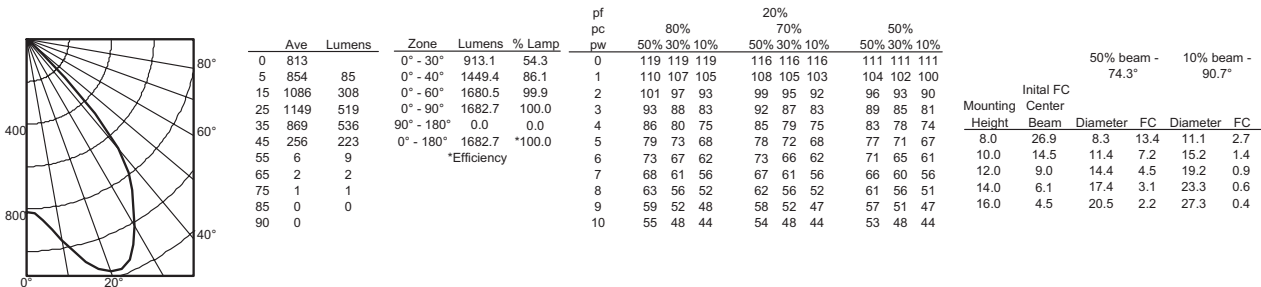 80°
60°
40°
20°
0°
400
800
Ave Lumens
0 813
5 854 85
15 1086 308
25 1149 519
35 869 536
45 256 223
55 6 9
65 2 2
75 1 1
85 0 0
90 0
Zone Lumens % Lamp
0° - 30° 913.1 54.3
0° - 40° 1449.4 86.1
0° - 60° 1680.5 99.9
0° - 90° 1682.7 100.0
90° - 180° 0.0 0.0
0° - 180° 1682.7 *100.0
*Efficiency
pf 20%
pc 80% 70% 50%
pw 50% 30% 10% 50% 30% 10% 50% 30% 10%
0 119 119 119 116 116 116 111 111 111
1 110 107 105 108 105 103 104 102 100
2 101 97 93 99 95 92 96 93 90
3 93 88 83 92 87 83 89 85 81
4 86 80 75 85 79 75 83 78 74
5 79 73 68 78 72 68 77 71 67
6 73 67 62 73 66 62 71 65 61
7 68 61 56 67 61 56 66 60 56
8 63 56 52 62 56 52 61 56 51
9 59 52 48 58 52 47 57 51 47
10 55 48 44 54 48 44 53 48 44
50% beam - 10% beam -
74.3° 90.7°
Inital FC
Mounting Center
Height Beam Diameter FC Diameter FC
8.0 26.9 8.3 13.4 11.1 2.7
10.0 14.5 11.4 7.2 15.2 1.4
12.0 9.0 14.4 4.5 19.2 0.9
14.0 6.1 17.4 3.1 23.3 0.6
16.0 4.5 20.5 2.2 27.3 0.4